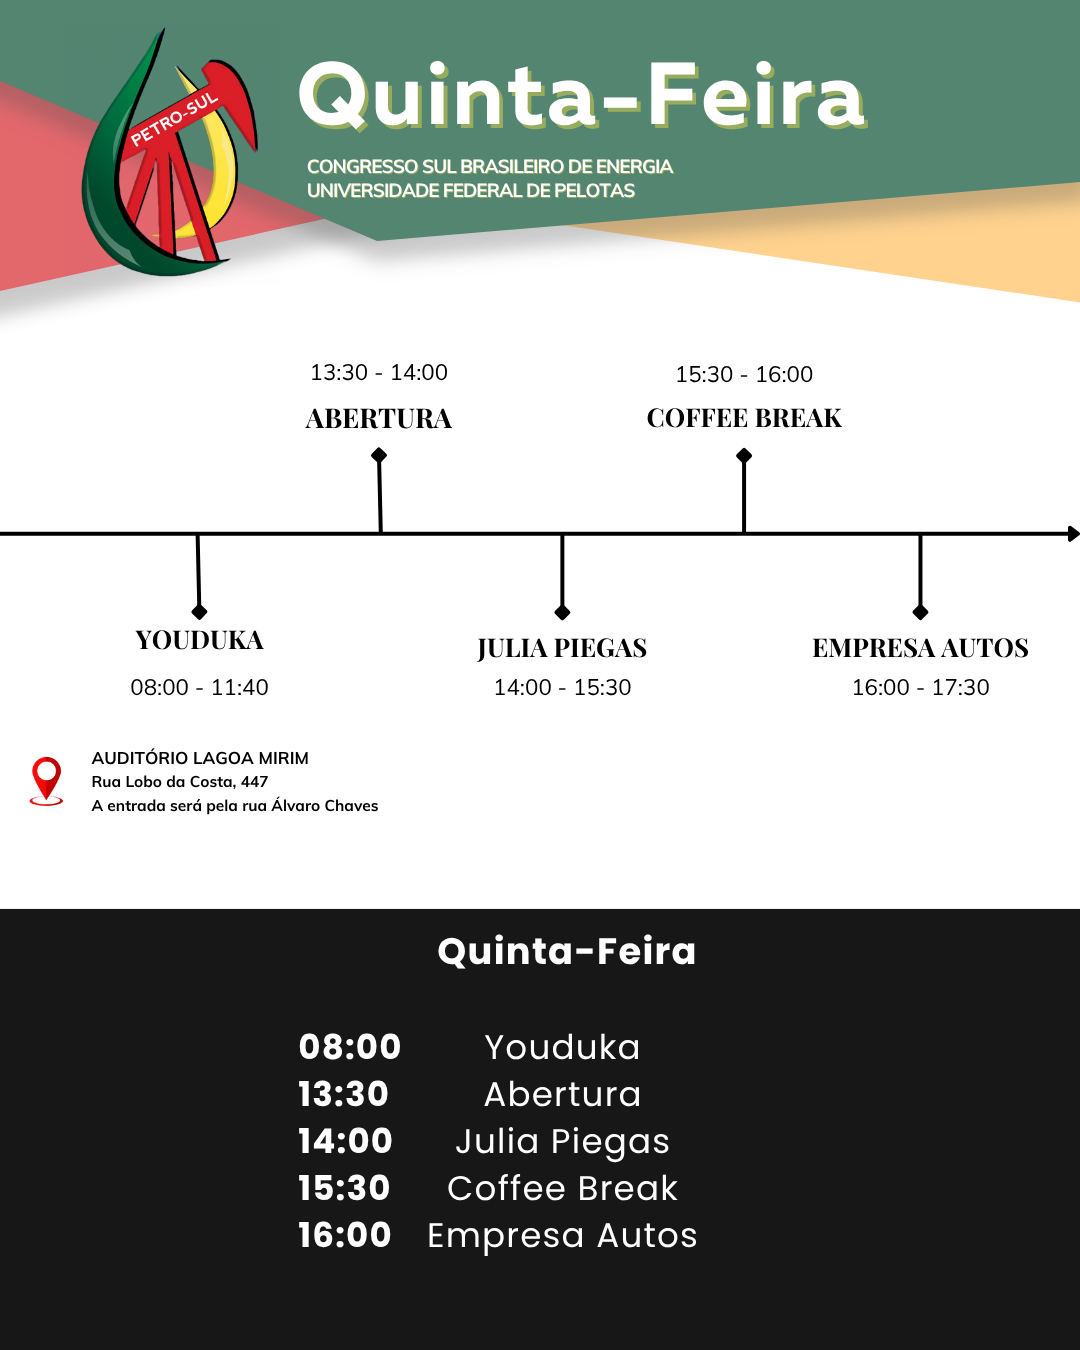 PETRO-SUL
Quinta-Feira
CONGRESSO SUL BRASILEIRO DE ENERGIA
UNIVERSIDADE FEDERAL DE PELOTAS
13:30 - 14:00
ABERTURA
15:30 - 16:00
COFFEE BREAK
YOUDUKA
08:00 - 11:40
JULIA PIEGAS
14:00 - 15:30
EMPRESA AUTOS
16:00 - 17:30
AUDITÓRIO LAGOA MIRIM
Rua Lobo da Costa, 447
A entrada será pela rua Álvaro Chaves
Quinta-Feira
08:00 Youduka
13:30 Abertura
14:00 Julia Piegas
15:30 Coffee Break
16:00 Empresa Autos